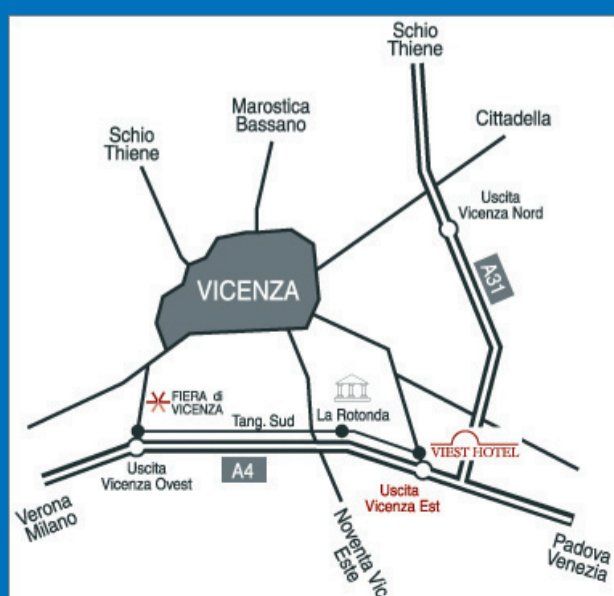 Schio
Thiene
Marostica
Bassano
Cittadella
Schio
Thiene
Uscita
Vicenza Nord
VICENZA
A31
FIERA di
VICENZA
La Rotonda
Tang. Sud
VIEST HOTEL
Uscita
Vicenza Ovest
A4
Uscita
Vicenza Est
Verona
Milano
Noventa Vic
Este
Padova
Venezia